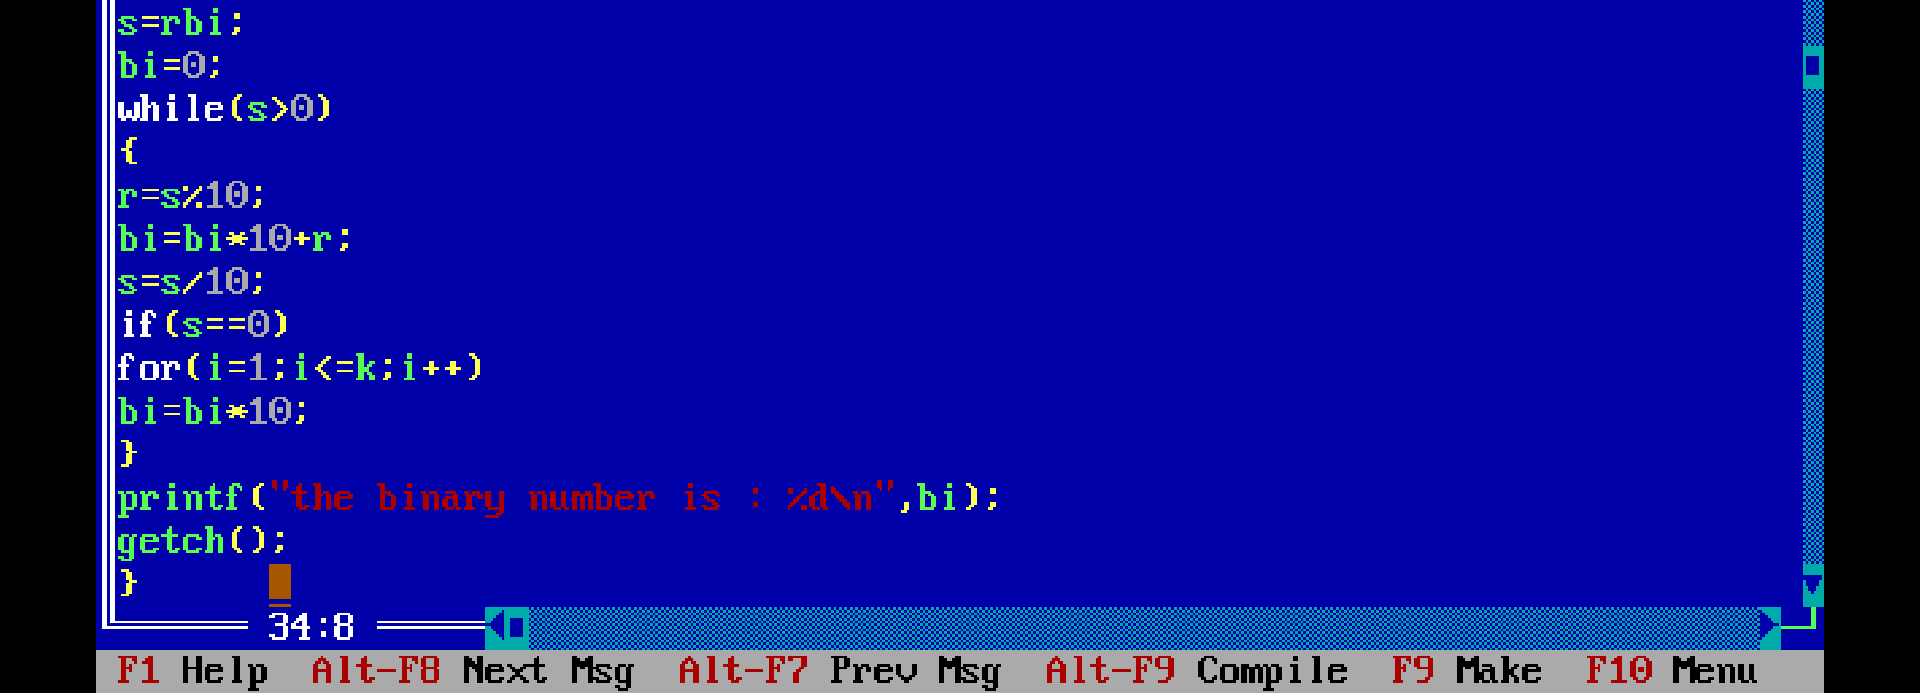 s=rbi;
bi=0;
while(s>0)
{
r=s%10;
bi=bi*10+r;
s=s/10;
if(s==0)
for(i=1;i<=k;i++)
bi=bi*10;
}
printf("the binary number is : %d\n",bi);
getch();
}
34:8
F1 Help Alt-F8 Next Msg Alt-F7 Prev Msg Alt-F9 Compile F9 Make F10 Menu